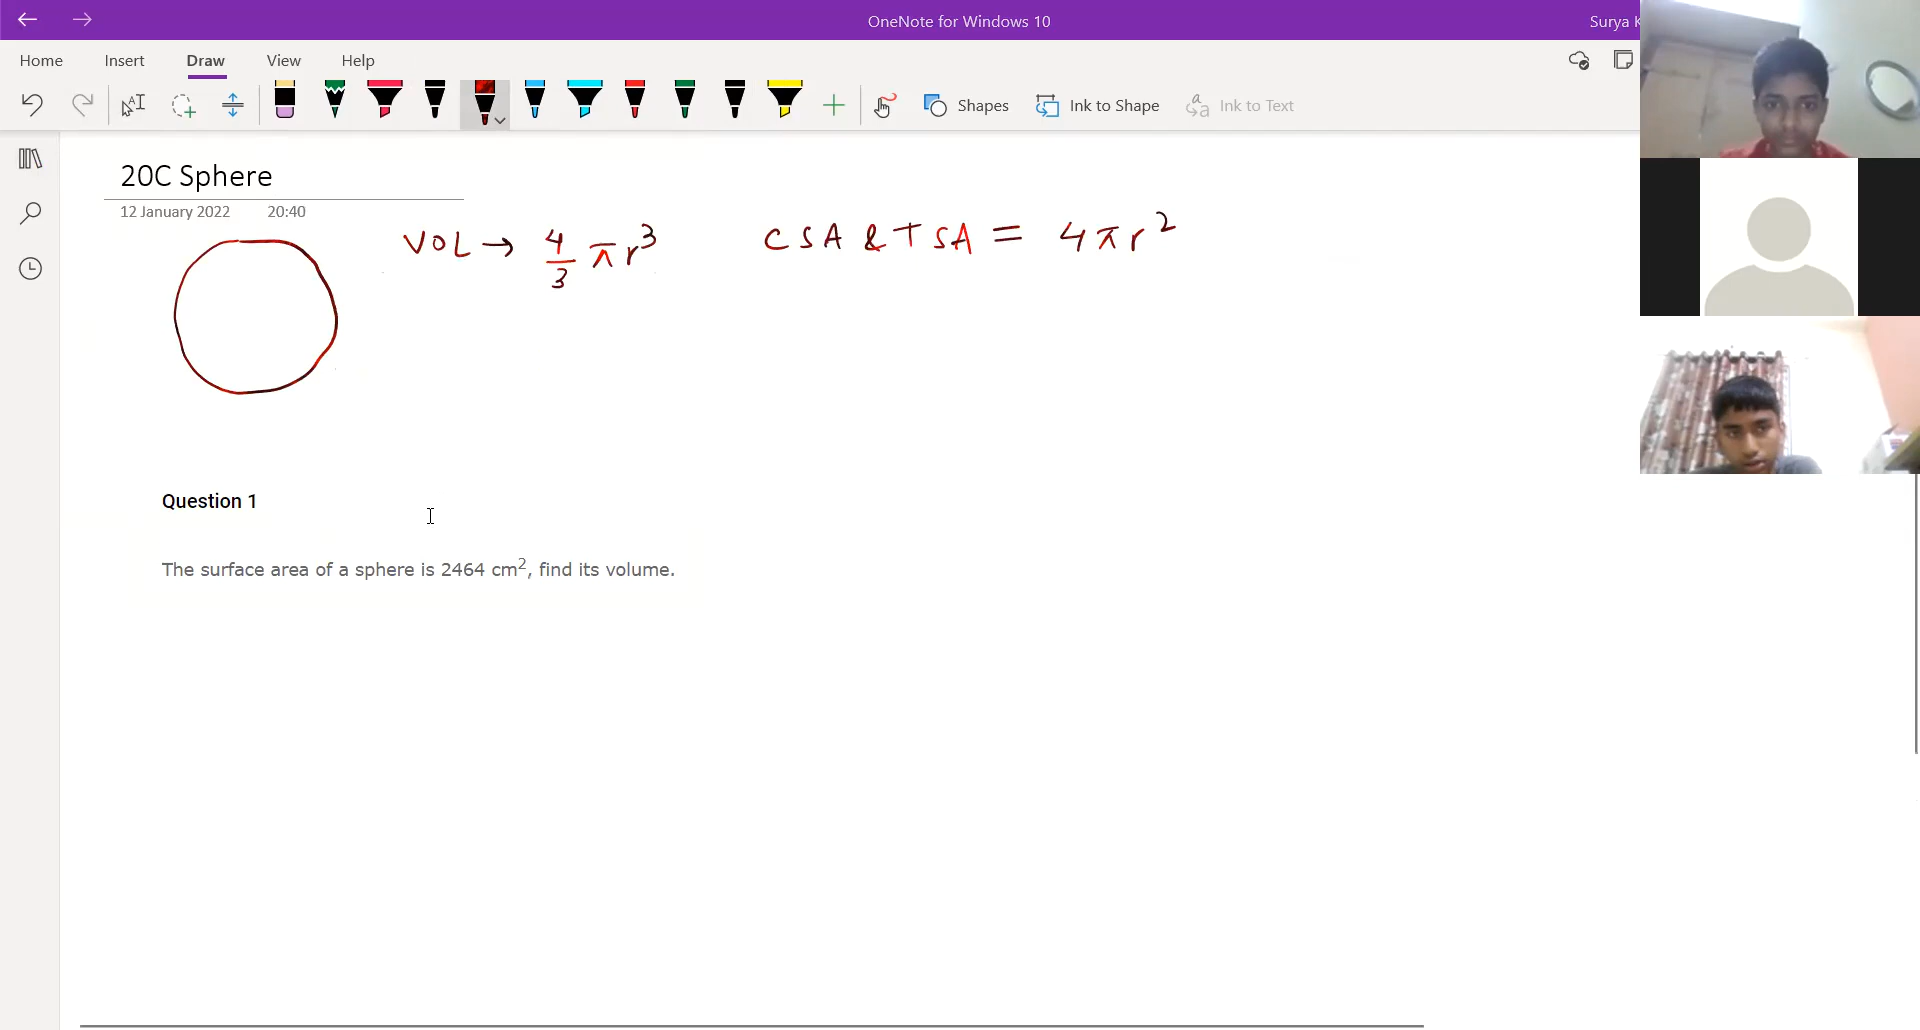 OneNote for Windows 10
Surya K
Home Insert Draw View Help
Shapes Ink to Shape Ink to Text
20C Sphere
12 January 2022 20:40
VOL → 4/3 πr³ CSA & TSA = 4πr²
Question 1
The surface area of a sphere is 2464 cm², find its volume.